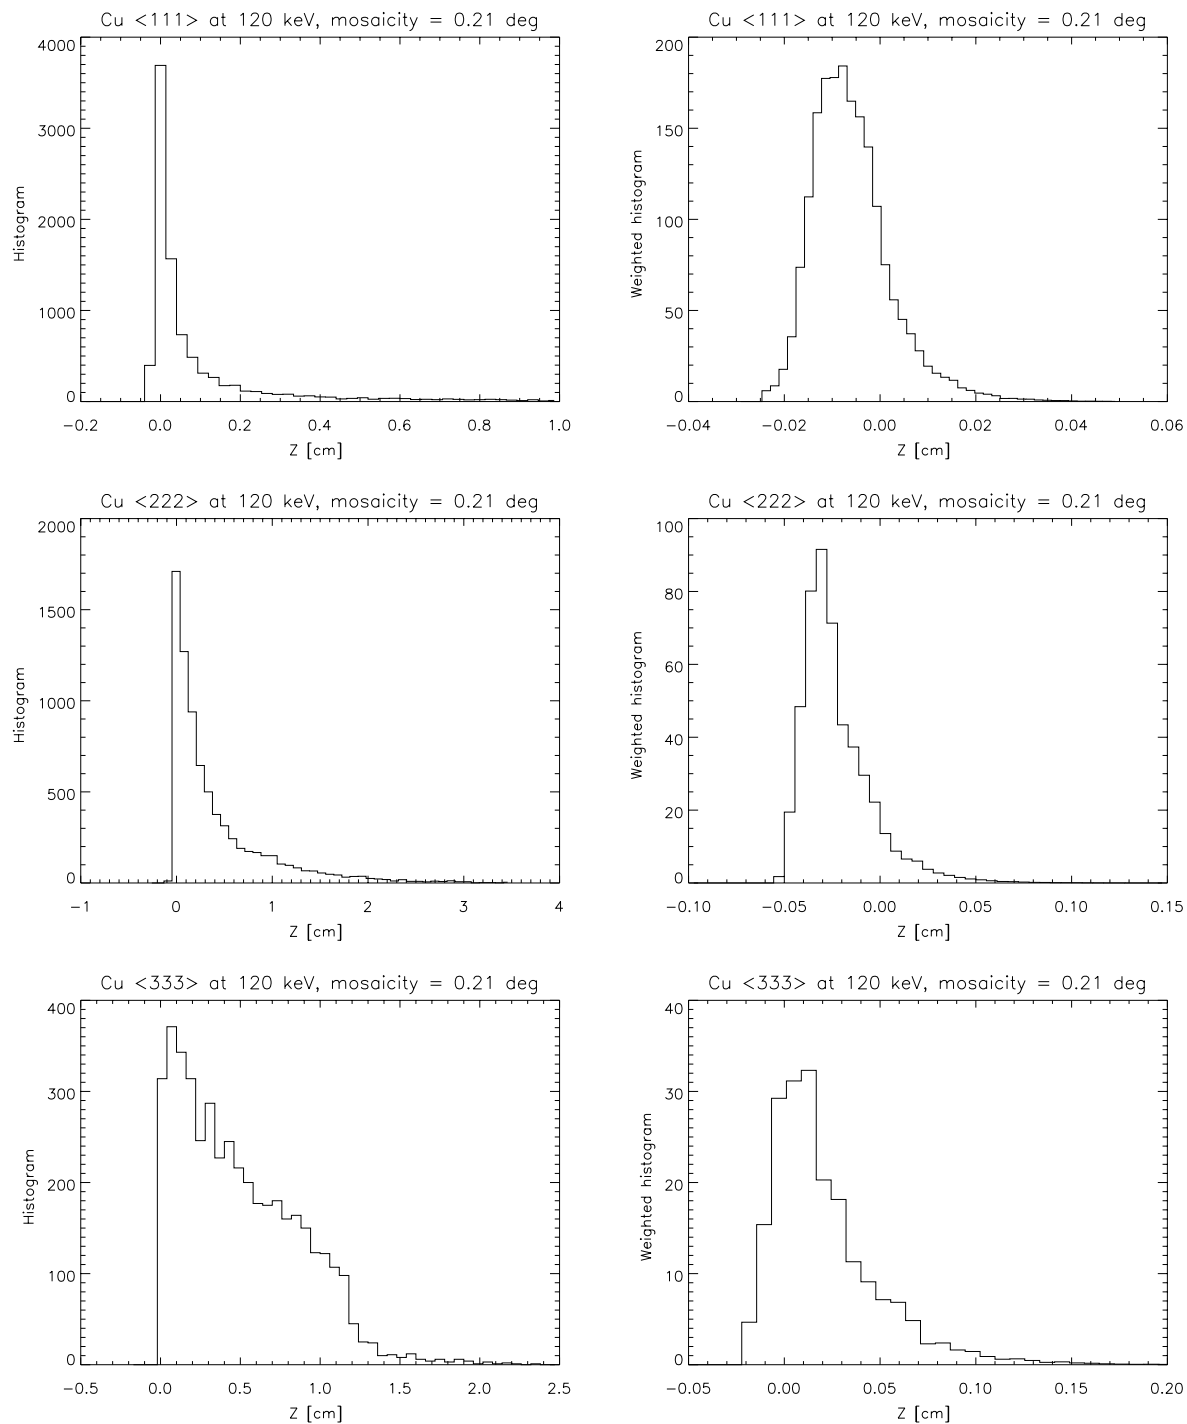 Cu <111> at 120 keV, mosaicity = 0.21 deg
4000
3000
2000
1000
0
Histogram
-0.2 0.0 0.2 0.4 0.6 0.8 1.0
Z [cm]
Cu <111> at 120 keV, mosaicity = 0.21 deg
200
150
100
50
0
Weighted histogram
-0.04 -0.02 0.00 0.02 0.04 0.06
Z [cm]
Cu <222> at 120 keV, mosaicity = 0.21 deg
2000
1500
1000
500
0
Histogram
-1 0 1 2 3 4
Z [cm]
Cu <222> at 120 keV, mosaicity = 0.21 deg
100
80
60
40
20
0
Weighted histogram
-0.10 -0.05 0.00 0.05 0.10 0.15
Z [cm]
Cu <333> at 120 keV, mosaicity = 0.21 deg
400
300
200
100
0
Histogram
-0.5 0.0 0.5 1.0 1.5 2.0 2.5
Z [cm]
Cu <333> at 120 keV, mosaicity = 0.21 deg
40
30
20
10
0
Weighted histogram
-0.05 0.00 0.05 0.10 0.15 0.20
Z [cm]